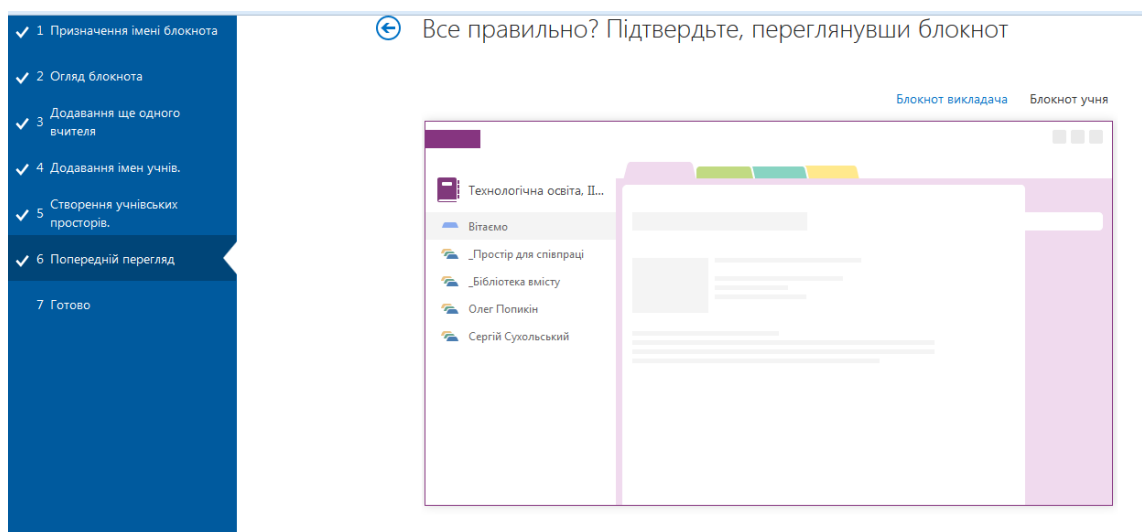 1 Призначення імені блокнота
2 Огляд блокнота
3 Додавання ще одного
вчителя
4 Додавання імен учнів.
5 Створення учнівських
просторів.
6 Попередній перегляд
7 Готово
Все правильно? Підтвердьте, переглянувши блокнот
Блокнот викладача Блокнот учня
Технологічна освіта, ІІ...
Вітаємо
_Простір для співпраці
_Бібліотека вмісту
Олег Попикін
Сергій Сухольський